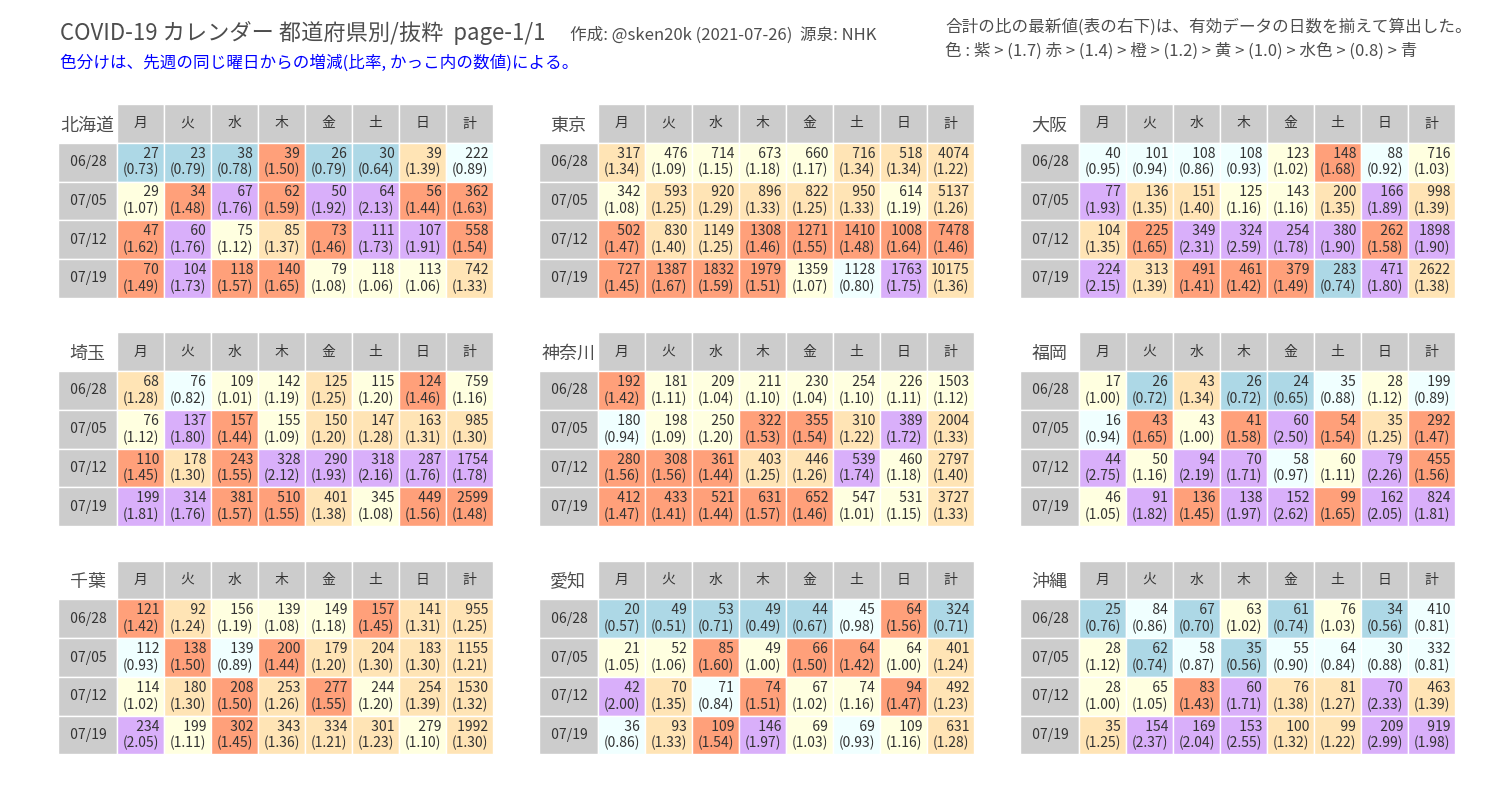 COVID-19 カレンダー 都道府県別/抜粋 page-1/1 作成: @sken20k (2021-07-26) 源泉: NHK
色分けは、先週の同じ曜日からの増減(比率, かっこ内の数値)による。
合計の比の最新値(表の右下)は、有効データの日数を揃えて算出した。
色 : 紫 > (1.7) 赤 > (1.4) > 橙 > (1.2) > 黄 > (1.0) > 水色 > (0.8) > 青
北海道 月 火 水 木 金 土 日 計
06/28 27 23 38 39 26 30 39 222
(0.73) (0.79) (0.78) (1.50) (0.79) (0.64) (1.39) (0.89)
07/05 29 34 67 62 50 64 56 362
(1.07) (1.48) (1.76) (1.59) (1.92) (2.13) (1.44) (1.63)
07/12 47 60 75 85 73 111 107 558
(1.62) (1.76) (1.12) (1.37) (1.46) (1.73) (1.91) (1.54)
07/19 70 104 118 140 79 118 113 742
(1.49) (1.73) (1.57) (1.65) (1.08) (1.06) (1.06) (1.33)
東京 月 火 水 木 金 土 日 計
06/28 317 476 714 673 660 716 518 4074
(1.34) (1.09) (1.15) (1.18) (1.17) (1.34) (1.34) (1.22)
07/05 342 593 920 896 822 950 614 5137
(1.08) (1.25) (1.29) (1.33) (1.25) (1.33) (1.19) (1.26)
07/12 502 830 1149 1308 1271 1410 1008 7478
(1.47) (1.40) (1.25) (1.46) (1.55) (1.48) (1.64) (1.46)
07/19 727 1387 1832 1979 1359 1128 1763 10175
(1.45) (1.67) (1.59) (1.51) (1.07) (0.80) (1.75) (1.36)
大阪 月 火 水 木 金 土 日 計
06/28 40 101 108 108 123 148 88 716
(0.95) (0.94) (0.86) (0.93) (1.02) (1.68) (0.92) (1.03)
07/05 77 136 151 125 143 200 166 998
(1.93) (1.35) (1.40) (1.16) (1.16) (1.35) (1.89) (1.39)
07/12 104 225 349 324 254 380 262 1898
(1.35) (1.65) (2.31) (2.59) (1.78) (1.90) (1.58) (1.90)
07/19 224 313 491 461 379 283 471 2622
(2.15) (1.39) (1.41) (1.42) (1.49) (0.74) (1.80) (1.38)
埼玉 月 火 水 木 金 土 日 計
06/28 68 76 109 142 125 115 124 759
(1.28) (0.82) (1.01) (1.19) (1.25) (1.20) (1.46) (1.16)
07/05 76 137 157 155 150 147 163 985
(1.12) (1.80) (1.44) (1.09) (1.20) (1.28) (1.31) (1.30)
07/12 110 178 243 328 290 318 287 1754
(1.45) (1.30) (1.55) (2.12) (1.93) (2.16) (1.76) (1.78)
07/19 199 314 381 510 401 345 449 2599
(1.81) (1.76) (1.57) (1.55) (1.38) (1.08) (1.56) (1.48)
神奈川 月 火 水 木 金 土 日 計
06/28 192 181 209 211 230 254 226 1503
(1.42) (1.11) (1.04) (1.10) (1.04) (1.10) (1.11) (1.12)
07/05 180 198 250 322 355 310 389 2004
(0.94) (1.09) (1.20) (1.53) (1.54) (1.22) (1.72) (1.33)
07/12 280 308 361 403 446 539 460 2797
(1.56) (1.56) (1.44) (1.25) (1.26) (1.74) (1.18) (1.40)
07/19 412 433 521 631 652 547 531 3727
(1.47) (1.41) (1.44) (1.57) (1.46) (1.01) (1.15) (1.33)
福岡 月 火 水 木 金 土 日 計
06/28 17 26 43 26 24 35 28 199
(1.00) (0.72) (1.34) (0.72) (0.65) (0.88) (1.12) (0.89)
07/05 16 43 43 41 60 54 35 292
(0.94) (1.65) (1.00) (1.58) (2.50) (1.54) (1.25) (1.47)
07/12 44 50 94 70 58 60 79 455
(2.75) (1.16) (2.19) (1.71) (0.97) (1.11) (2.26) (1.56)
07/19 46 91 136 138 152 99 162 824
(1.05) (1.82) (1.45) (1.97) (2.62) (1.65) (2.05) (1.81)
千葉 月 火 水 木 金 土 日 計
06/28 121 92 156 139 149 157 141 955
(1.42) (1.24) (1.19) (1.08) (1.18) (1.45) (1.31) (1.25)
07/05 112 138 139 200 179 204 183 1155
(0.93) (1.50) (0.89) (1.44) (1.20) (1.30) (1.30) (1.21)
07/12 114 180 208 253 277 244 254 1530
(1.02) (1.30) (1.50) (1.26) (1.55) (1.20) (1.39) (1.32)
07/19 234 199 302 343 334 301 279 1992
(2.05) (1.11) (1.45) (1.36) (1.21) (1.23) (1.10) (1.30)
愛知 月 火 水 木 金 土 日 計
06/28 20 49 53 49 44 45 64 324
(0.57) (0.51) (0.71) (0.49) (0.67) (0.98) (1.56) (0.71)
07/05 21 52 85 49 66 64 64 401
(1.05) (1.06) (1.60) (1.00) (1.50) (1.42) (1.00) (1.24)
07/12 42 70 71 74 67 74 94 492
(2.00) (1.35) (0.84) (1.51) (1.02) (1.16) (1.47) (1.23)
07/19 36 93 109 146 69 69 109 631
(0.86) (1.33) (1.54) (1.97) (1.03) (0.93) (1.16) (1.28)
沖縄 月 火 水 木 金 土 日 計
06/28 25 84 67 63 61 76 34 410
(0.76) (0.86) (0.70) (1.02) (0.74) (1.03) (0.56) (0.81)
07/05 28 62 58 35 55 64 30 332
(1.12) (0.74) (0.87) (0.56) (0.90) (0.84) (0.88) (0.81)
07/12 28 65 83 60 76 81 70 463
(1.00) (1.05) (1.43) (1.71) (1.38) (1.27) (2.33) (1.39)
07/19 35 154 169 153 100 99 209 919
(1.25) (2.37) (2.04) (2.55) (1.32) (1.22) (2.99) (1.98)